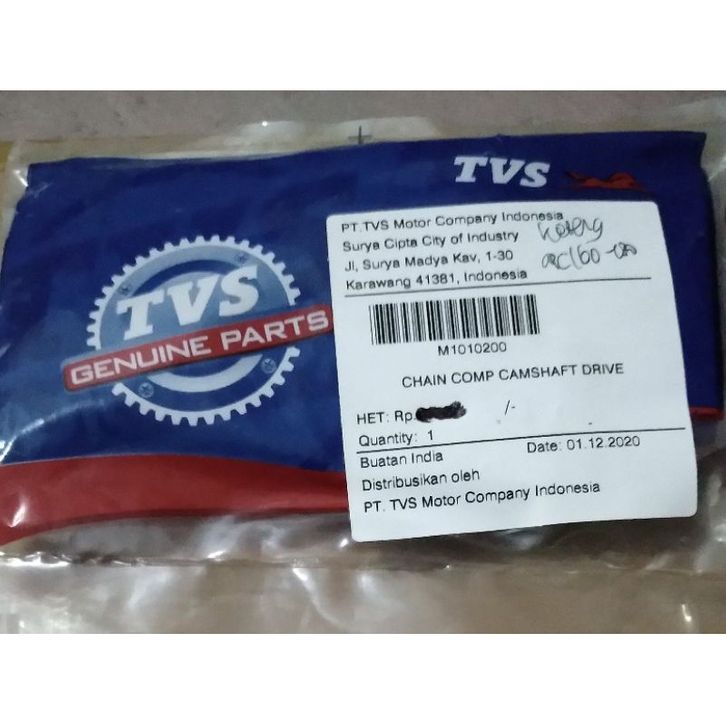 TVS
TVS
GENUINE PARTS
PT.TVS Motor Company Indonesia
Surya Cipta City of Industry
Jl, Surya Madya Kav, 1-30
Karawang 41381, Indonesia
M1010200
CHAIN COMP CAMSHAFT DRIVE
HET: Rp. /-
Quantity: 1
Buatan India
Date: 01.12.2020
Distribusikan oleh
PT. TVS Motor Company Indonesia